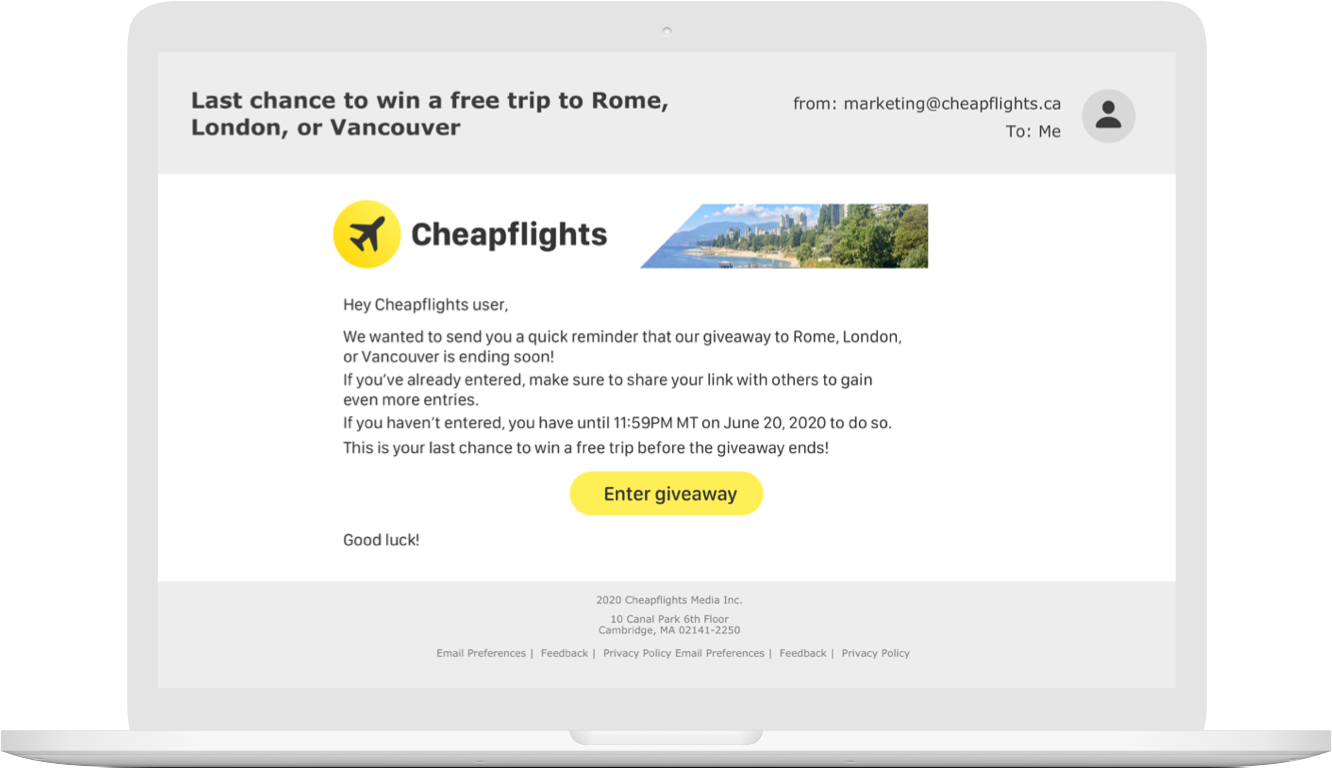 Last chance to win a free trip to Rome,
London, or Vancouver
from: marketing@cheapflights.ca
To: Me
Cheapflights
Hey Cheapflights user,
We wanted to send you a quick reminder that our giveaway to Rome, London,
or Vancouver is ending soon!
If you’ve already entered, make sure to share your link with others to gain
even more entries.
If you haven’t entered, you have until 11:59PM MT on June 20, 2020 to do so.
This is your last chance to win a free trip before the giveaway ends!
Enter giveaway
Good luck!
2020 Cheapflights Media Inc.
10 Canal Park 6th Floor
Cambridge, MA 02141-2250
Email Preferences | Feedback | Privacy Policy Email Preferences | Feedback | Privacy Policy